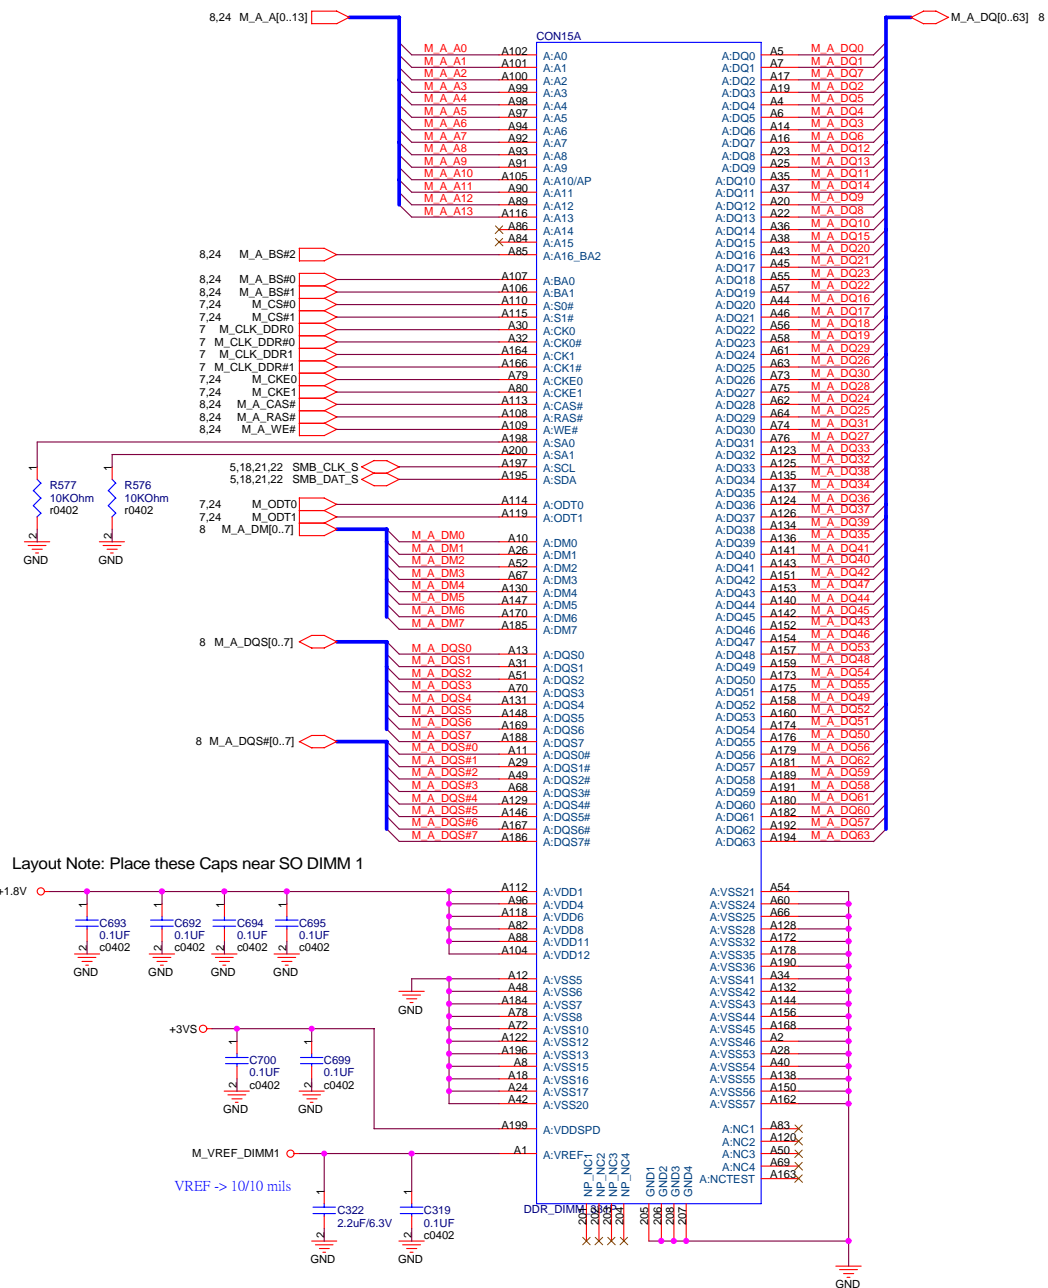 8,24 M_A_A[0..13]
M_A_DQ[0..63] 8
CON15A
M_A_A0 A102 A:A0
M_A_A1 A101 A:A1
M_A_A2 A100 A:A2
M_A_A3 A99 A:A3
M_A_A4 A98 A:A4
M_A_A5 A97 A:A5
M_A_A6 A94 A:A6
M_A_A7 A92 A:A7
M_A_A8 A93 A:A8
M_A_A9 A91 A:A9
M_A_A10 A105 A:A10/AP
M_A_A11 A90 A:A11
M_A_A12 A89 A:A12
M_A_A13 A116 A:A13
A86 A:A14
A84 A:A15
8,24 M_A_BS#2 A85 A:A16_BA2
8,24 M_A_BS#0 A107 A:BA0
8,24 M_A_BS#1 A106 A:BA1
7,24 M_CS#0 A110 A:S0#
7,24 M_CS#1 A115 A:S1#
7 M_CLK_DDR0 A30 A:CK0
7 M_CLK_DDR#0 A32 A:CK0#
7 M_CLK_DDR1 A164 A:CK1
7 M_CLK_DDR#1 A166 A:CK1#
7,24 M_CKE0 A79 A:CKE0
7,24 M_CKE1 A80 A:CKE1
8,24 M_A_CAS# A113 A:CAS#
8,24 M_A_RAS# A108 A:RAS#
8,24 M_A_WE# A109 A:WE#
A198 A:SA0
A200 A:SA1
5,18,21,22 SMB_CLK_S A197 A:SCL
5,18,21,22 SMB_DAT_S A195 A:SDA
1 R577 10KOhm r0402 2 GND
1 R576 10KOhm r0402 2 GND
7,24 M_ODT0 A114 A:ODT0
7,24 M_ODT1 A119 A:ODT1
8 M_A_DM[0..7]
M_A_DM0 A10 A:DM0
M_A_DM1 A26 A:DM1
M_A_DM2 A52 A:DM2
M_A_DM3 A67 A:DM3
M_A_DM4 A130 A:DM4
M_A_DM5 A147 A:DM5
M_A_DM6 A170 A:DM6
M_A_DM7 A185 A:DM7
8 M_A_DQS[0..7]
M_A_DQS0 A13 A:DQS0
M_A_DQS1 A31 A:DQS1
M_A_DQS2 A51 A:DQS2
M_A_DQS3 A70 A:DQS3
M_A_DQS4 A131 A:DQS4
M_A_DQS5 A148 A:DQS5
M_A_DQS6 A169 A:DQS6
M_A_DQS7 A188 A:DQS7
8 M_A_DQS#[0..7]
M_A_DQS#0 A11 A:DQS0#
M_A_DQS#1 A29 A:DQS1#
M_A_DQS#2 A49 A:DQS2#
M_A_DQS#3 A68 A:DQS3#
M_A_DQS#4 A129 A:DQS4#
M_A_DQS#5 A146 A:DQS5#
M_A_DQS#6 A167 A:DQS6#
M_A_DQS#7 A186 A:DQS7#
A:DQ0 A5 M_A_DQ0
A:DQ1 A7 M_A_DQ1
A:DQ2 A17 M_A_DQ7
A:DQ3 A19 M_A_DQ2
A:DQ4 A4 M_A_DQ5
A:DQ5 A6 M_A_DQ4
A:DQ6 A14 M_A_DQ3
A:DQ7 A16 M_A_DQ6
A:DQ8 A23 M_A_DQ12
A:DQ9 A25 M_A_DQ13
A:DQ10 A35 M_A_DQ11
A:DQ11 A37 M_A_DQ14
A:DQ12 A20 M_A_DQ9
A:DQ13 A22 M_A_DQ8
A:DQ14 A36 M_A_DQ10
A:DQ15 A38 M_A_DQ15
A:DQ16 A43 M_A_DQ20
A:DQ17 A45 M_A_DQ21
A:DQ18 A55 M_A_DQ23
A:DQ19 A57 M_A_DQ22
A:DQ20 A44 M_A_DQ16
A:DQ21 A46 M_A_DQ17
A:DQ22 A56 M_A_DQ18
A:DQ23 A58 M_A_DQ19
A:DQ24 A61 M_A_DQ29
A:DQ25 A63 M_A_DQ26
A:DQ26 A73 M_A_DQ30
A:DQ27 A75 M_A_DQ28
A:DQ28 A62 M_A_DQ24
A:DQ29 A64 M_A_DQ25
A:DQ30 A74 M_A_DQ31
A:DQ31 A76 M_A_DQ27
A:DQ32 A123 M_A_DQ33
A:DQ33 A125 M_A_DQ32
A:DQ34 A135 M_A_DQ38
A:DQ35 A137 M_A_DQ34
A:DQ36 A124 M_A_DQ36
A:DQ37 A126 M_A_DQ37
A:DQ38 A134 M_A_DQ39
A:DQ39 A136 M_A_DQ35
A:DQ40 A141 M_A_DQ41
A:DQ41 A143 M_A_DQ40
A:DQ42 A151 M_A_DQ42
A:DQ43 A153 M_A_DQ47
A:DQ44 A140 M_A_DQ44
A:DQ45 A142 M_A_DQ45
A:DQ46 A152 M_A_DQ43
A:DQ47 A154 M_A_DQ46
A:DQ48 A157 M_A_DQ53
A:DQ49 A159 M_A_DQ48
A:DQ50 A173 M_A_DQ54
A:DQ51 A175 M_A_DQ55
A:DQ52 A158 M_A_DQ49
A:DQ53 A160 M_A_DQ52
A:DQ54 A174 M_A_DQ51
A:DQ55 A176 M_A_DQ50
A:DQ56 A179 M_A_DQ56
A:DQ57 A181 M_A_DQ62
A:DQ58 A189 M_A_DQ59
A:DQ59 A191 M_A_DQ58
A:DQ60 A180 M_A_DQ61
A:DQ61 A182 M_A_DQ60
A:DQ62 A192 M_A_DQ57
A:DQ63 A194 M_A_DQ63
Layout Note: Place these Caps near SO DIMM 1
+1.8V
1 C693 0.1UF c0402 2 GND
1 C692 0.1UF c0402 2 GND
1 C694 0.1UF c0402 2 GND
1 C695 0.1UF c0402 2 GND
A112 A:VDD1
A96 A:VDD4
A118 A:VDD6
A82 A:VDD8
A88 A:VDD11
A104 A:VDD12
GND
A12 A:VSS5
A48 A:VSS6
A184 A:VSS7
A78 A:VSS8
A72 A:VSS10
A122 A:VSS12
A196 A:VSS13
A8 A:VSS15
A18 A:VSS16
A24 A:VSS17
A42 A:VSS20
+3VS
1 C700 0.1UF c0402 2 GND
1 C699 0.1UF c0402 2 GND
A199 A:VDDSPD
M_VREF_DIMM1 A1 A:VREF
VREF -> 10/10 mils
1 C322 2.2uF/6.3V 2 GND
1 C319 0.1UF c0402 2 GND
A:VSS21 A54
A:VSS24 A60
A:VSS25 A66
A:VSS28 A128
A:VSS32 A172
A:VSS35 A178
A:VSS36 A190
A:VSS41 A34
A:VSS42 A132
A:VSS43 A144
A:VSS44 A156
A:VSS45 A168
A:VSS46 A2
A:VSS53 A28
A:VSS54 A40
A:VSS55 A138
A:VSS56 A150
A:VSS57 A162
A:NC1 A83
A:NC2 A120
A:NC3 A50
A:NC4 A69
A:NCTEST A163
NP_NC1 201
NP_NC2 202
NP_NC3 203
NP_NC4 204
GND1 205
GND2 206
GND3 208
GND4 207
GND